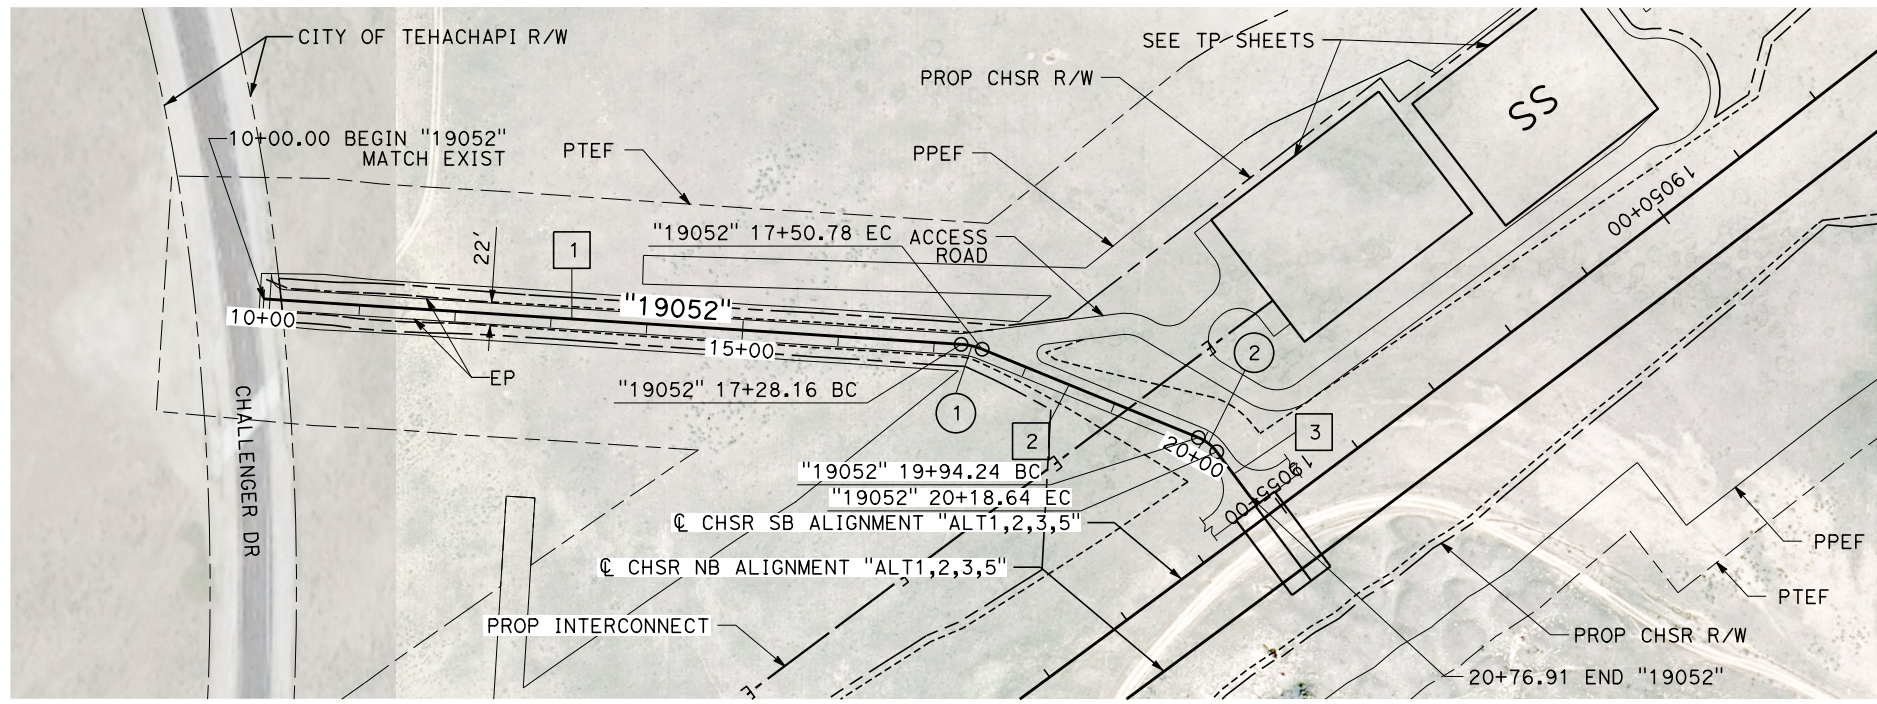 CITY OF TEHACHAPI R/W
SEE TP SHEETS
PROP CHSR R/W
SS
10+00.00 BEGIN "19052"
MATCH EXIST
PTEF
PPEF
19050+00
"19052" 17+50.78 EC
ACCESS
ROAD
22'
1
"19052"
10+00
15+00
EP
2
"19052" 17+28.16 BC
1
CHALLENGER DR
2
3
20+00
"19052" 19+94.24 BC
19055+00
"19052" 20+18.64 EC
℄ CHSR SB ALIGNMENT "ALT1,2,3,5"
℄ CHSR NB ALIGNMENT "ALT1,2,3,5"
PPEF
PTEF
PROP INTERCONNECT
PROP CHSR R/W
20+76.91 END "19052"